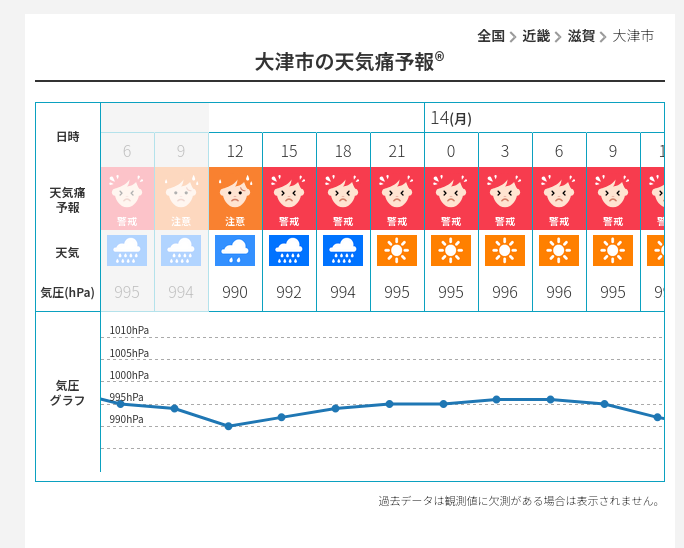 全国 > 近畿 > 滋賀 > 大津市
大津市の天気痛予報®
日時
14(月)
6 9 12 15 18 21 0 3 6 9
天気痛
予報
警戒 注意 注意 警戒 警戒 警戒 警戒 警戒 警戒 警戒
天気
気圧(hPa) 995 994 990 992 994 995 995 996 996 995
気圧
グラフ
1010hPa
1005hPa
1000hPa
995hPa
990hPa
過去データは観測値に欠測がある場合は表示されません。